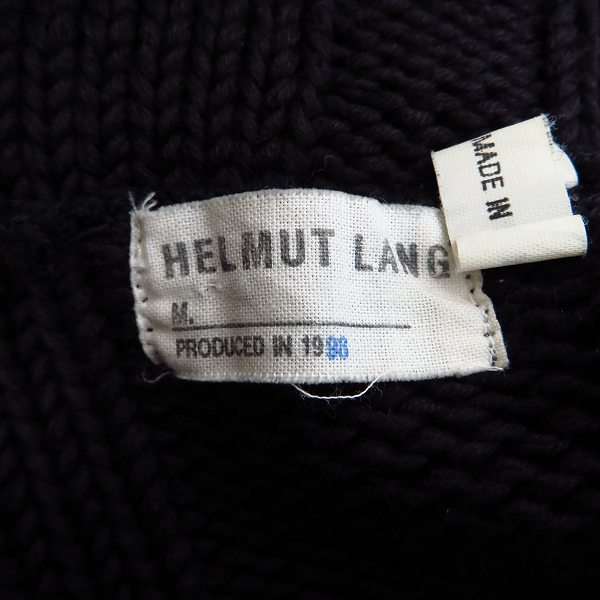 HELMUT LANG
M.
PRODUCED IN 1998
MADE IN